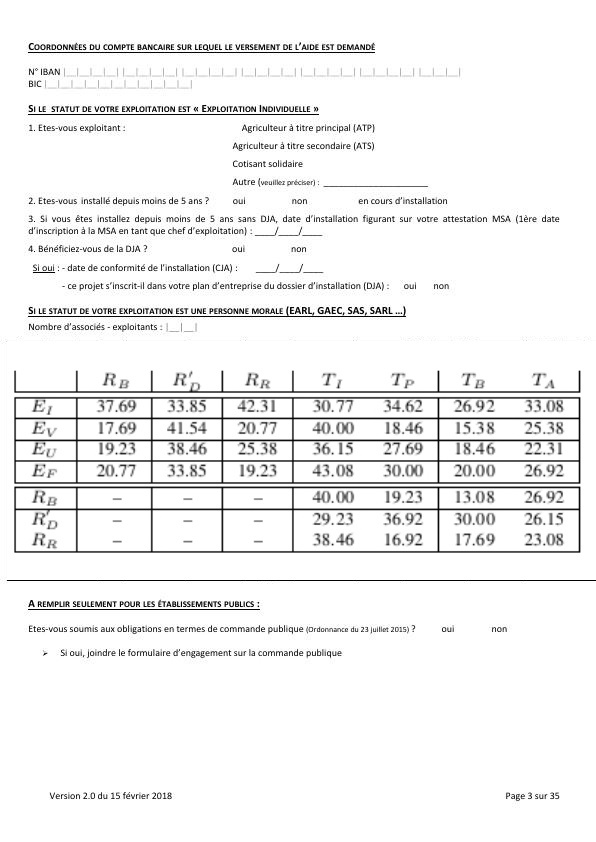 COORDONNÉES DU COMPTE BANCAIRE SUR LEQUEL LE VERSEMENT DE L'AIDE EST DEMANDÉ
N° IBAN |__|__|__|__| |__|__|__|__| |__|__|__|__| |__|__|__|__| |__|__|__|__| |__|__|__|__| |__|__|__|
BIC |__|__|__|__|__|__|__|__|__|__|__|
SI LE STATUT DE VOTRE EXPLOITATION EST « EXPLOITATION INDIVIDUELLE »
1. Etes-vous exploitant : Agriculteur à titre principal (ATP)
Agriculteur à titre secondaire (ATS)
Cotisant solidaire
Autre (veuillez préciser) : ______________________
2. Etes-vous installé depuis moins de 5 ans ? oui non en cours d'installation
3. Si vous êtes installez depuis moins de 5 ans sans DJA, date d'installation figurant sur votre attestation MSA (1ère date
d'inscription à la MSA en tant que chef d'exploitation) : ____/____/____
4. Bénéficiez-vous de la DJA ? oui non
Si oui : - date de conformité de l'installation (CJA) : ____/____/____
- ce projet s'inscrit-il dans votre plan d'entreprise du dossier d'installation (DJA) : oui non
SI LE STATUT DE VOTRE EXPLOITATION EST UNE PERSONNE MORALE (EARL, GAEC, SAS, SARL …)
Nombre d'associés - exploitants : |__|__|
R_B R'_D R_R T_I T_P T_B T_A
E_I 37.69 33.85 42.31 30.77 34.62 26.92 33.08
E_V 17.69 41.54 20.77 40.00 18.46 15.38 25.38
E_U 19.23 38.46 25.38 36.15 27.69 18.46 22.31
E_F 20.77 33.85 19.23 43.08 30.00 20.00 26.92
R_B – – – 40.00 19.23 13.08 26.92
R'_D – – – 29.23 36.92 30.00 26.15
R_R – – – 38.46 16.92 17.69 23.08
A REMPLIR SEULEMENT POUR LES ÉTABLISSEMENTS PUBLICS :
Etes-vous soumis aux obligations en termes de commande publique (Ordonnance du 23 juillet 2015) ? oui non
➢ Si oui, joindre le formulaire d'engagement sur la commande publique
Version 2.0 du 15 février 2018 Page 3 sur 35